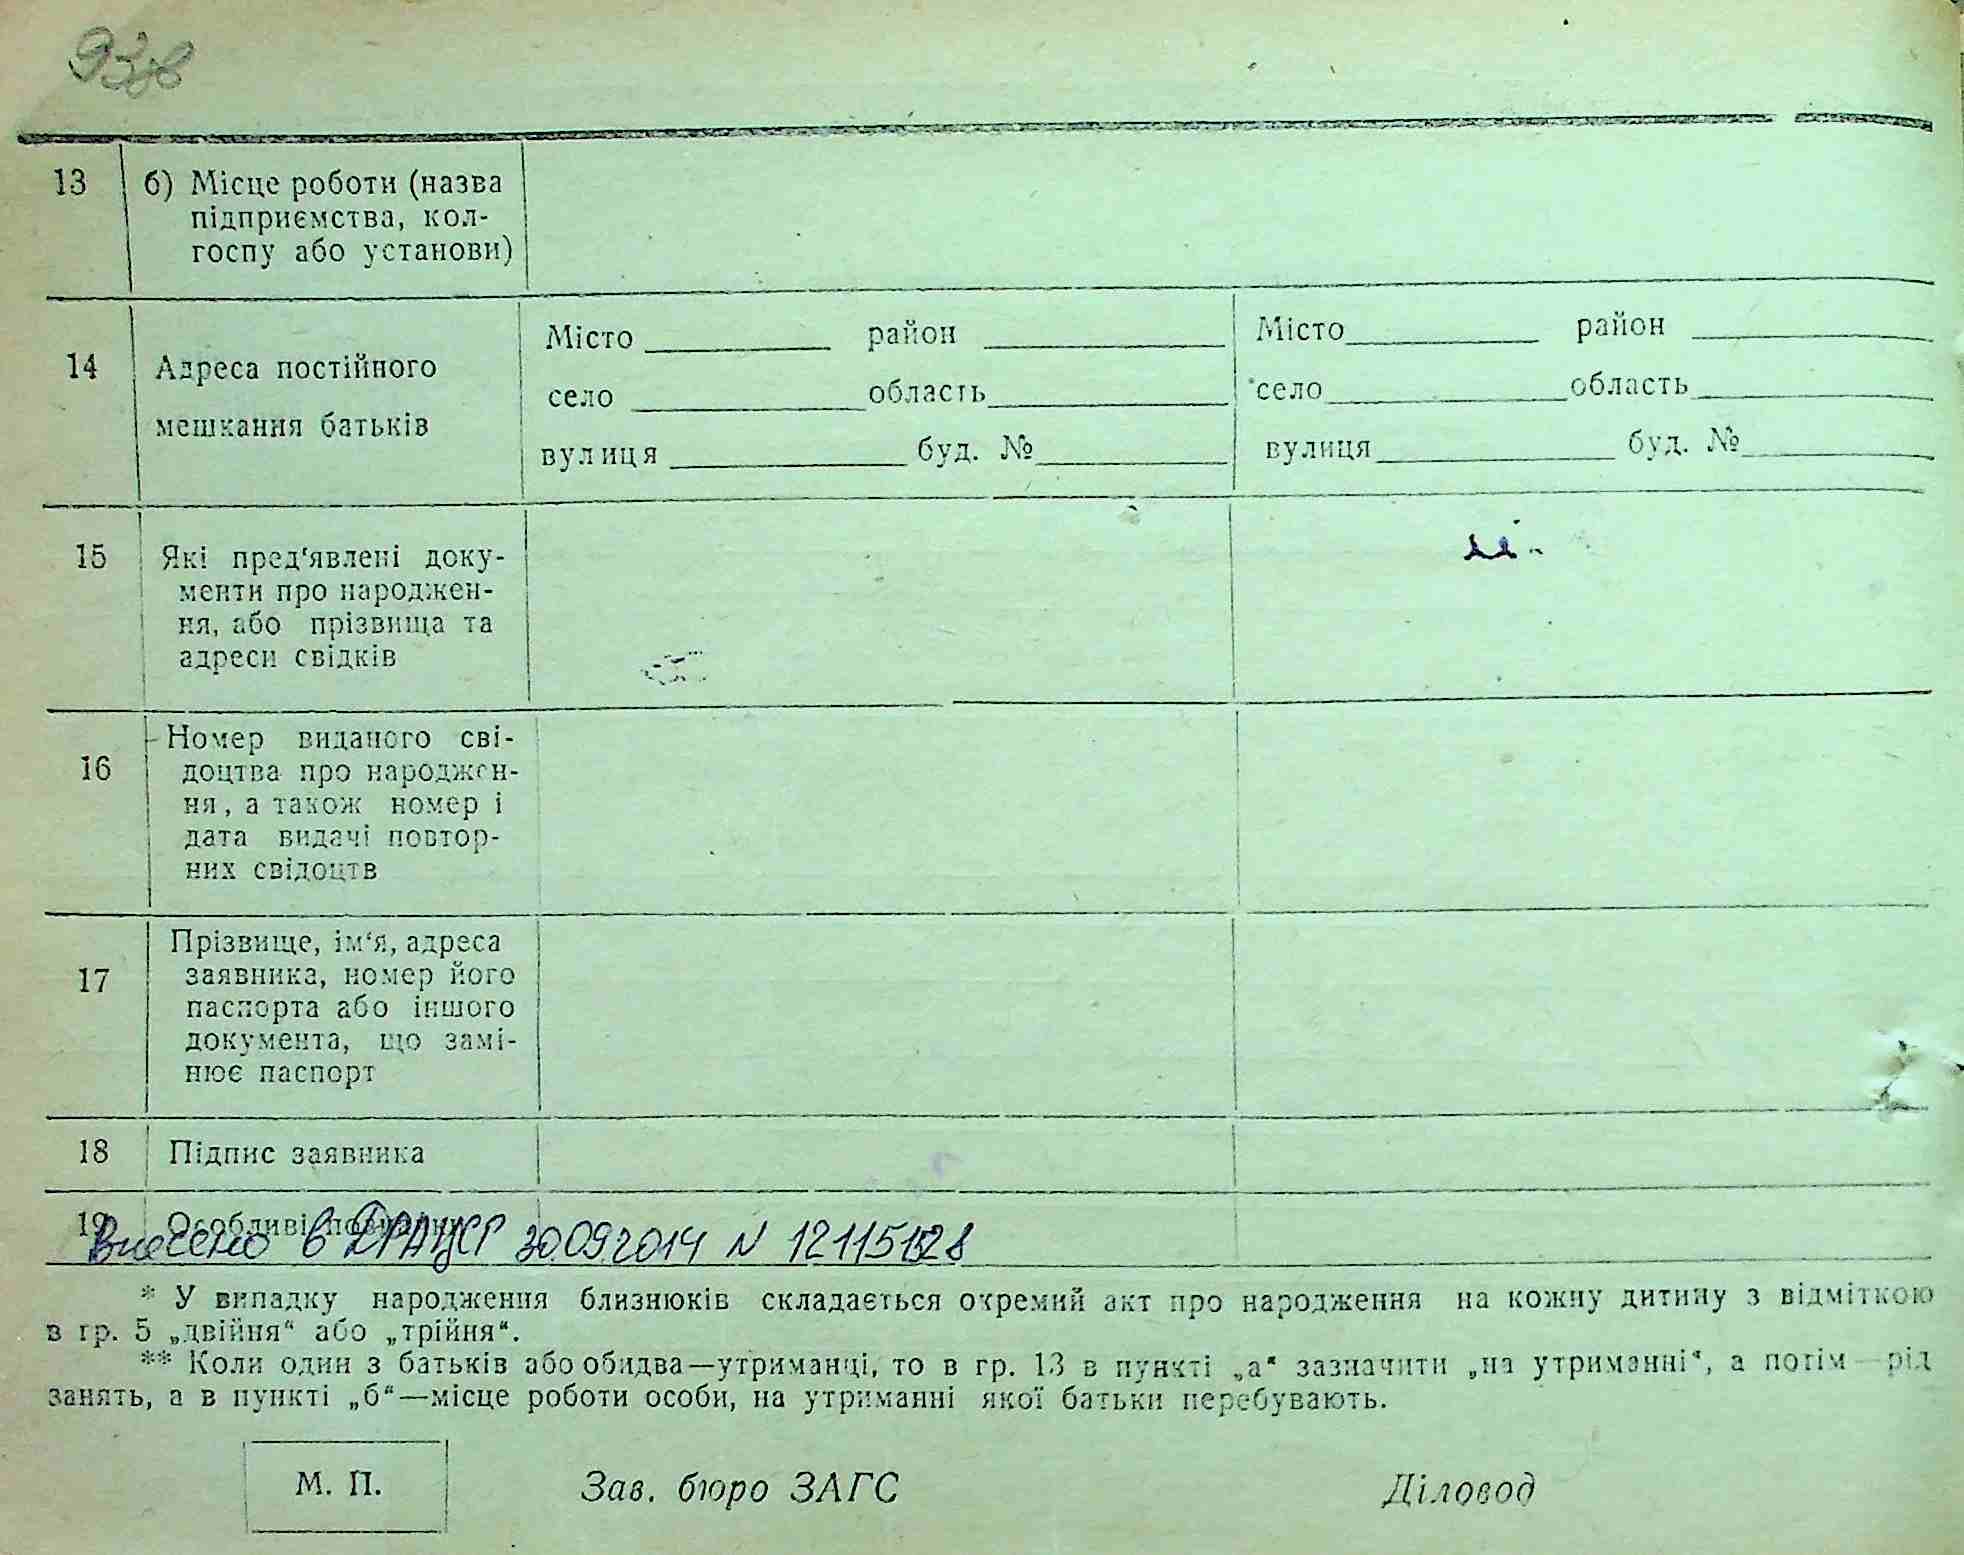 93зв
13 б) Місце роботи (назва
підприємства, кол-
госпу або установи)
Місто район Місто район
14 Адреса постійного
село область село область
мешкання батьків
вулиця буд. № вулиця буд. №
15 Які пред'явлені доку-
менти про народжен-
ня, або прізвища та
адреси свідків
Номер виданого сві-
16 доцтва про народжен-
ня, а також номер і
дата видачі повтор-
них свідоцтв
Прізвище, ім'я, адреса
17 заявника, номер його
паспорта або іншого
документа, що замі-
нює паспорт
18 Підпис заявника
19 Особливі
Внесено в ДРАЦСГ 30.09.2014 N 12115128
* У випадку народження близнюків складається окремий акт про народження на кожну дитину з відміткою
в гр. 5 „двійня“ або „трійня“.
** Коли один з батьків або обидва—утриманці, то в гр. 13 в пункті „а“ зазначити „на утриманні“, а потім—рід
занять, а в пункті „б“—місце роботи особи, на утриманні якої батьки перебувають.
М. П. Зав. бюро ЗАГС Діловод